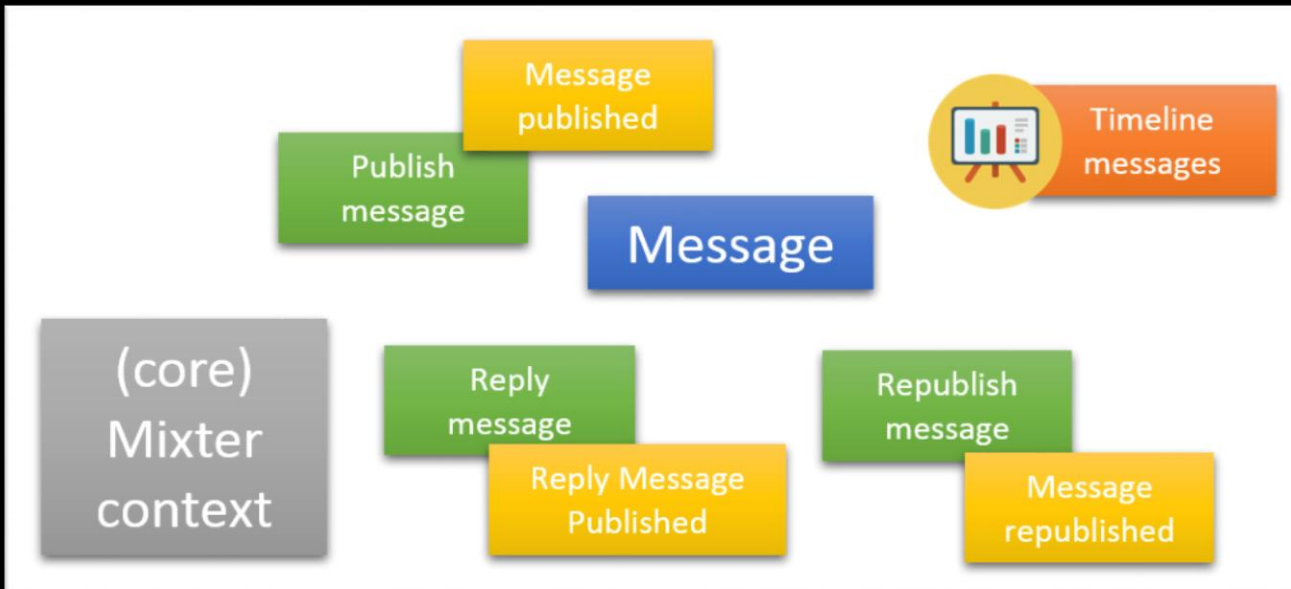 Message
published
Publish
message
Timeline
messages
Message
(core)
Mixter
context
Reply
message
Reply Message
Published
Republish
message
Message
republished